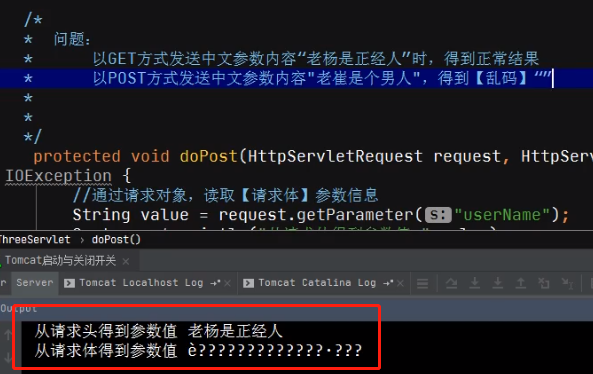 /*
* 问题:
* 以GET方式发送中文参数内容“老杨是正经人”时，得到正常结果
* 以POST方式发送中文参数内容"老崔是个男人"，得到【乱码】“”
*
*
*/
protected void doPost(HttpServletRequest request, HttpServ
IOException {
//通过请求对象，读取【请求体】参数信息
String value = request.getParameter( s: "userName");
ThreeServlet › doPost()
Tomcat启动与关闭开关 ×
Server Tomcat Localhost Log →* × Tomcat Catalina Log →* ×
Output
从请求头得到参数值 老杨是正经人
从请求体得到参数值 è?????????????·???